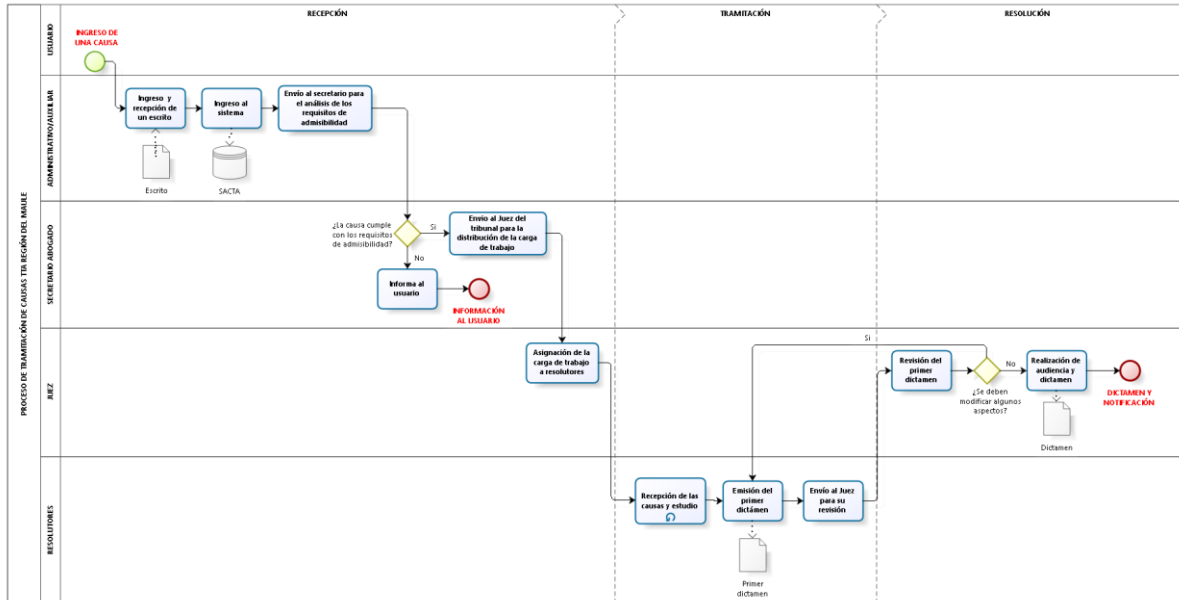 PROCESO DE TRAMITACIÓN DE CAUSAS TTA REGIÓN DEL MAULE
RECEPCIÓN
TRAMITACIÓN
RESOLUCIÓN
USUARIO
INGRESO DE
UNA CAUSA
ADMINISTRATIVO/AUXILIAR
Ingreso y
recepción de
un escrito
Ingreso al
sistema
Envío al secretario para
el análisis de los
requisitos de
admisibilidad
Escrito
SACTA
SECRETARIO ABOGADO
¿La causa cumple
con los requisitos
de admisibilidad?
Si
Envío al Juez del
tribunal para la
distribución de la carga
de trabajo
No
Informa al
usuario
INFORMACIÓN
AL USUARIO
JUEZ
Asignación de la
carga de trabajo
a resolutores
Si
Revisión del
primer
dictamen
¿Se deben
modificar algunos
aspectos?
No
Realización de
audiencia y
dictamen
DICTAMEN Y
NOTIFICACIÓN
Dictamen
RESOLUTORES
Recepción de las
causas y estudio
Emisión del
primer
dictámen
Envío al Juez
para su
revisión
Primer
dictamen